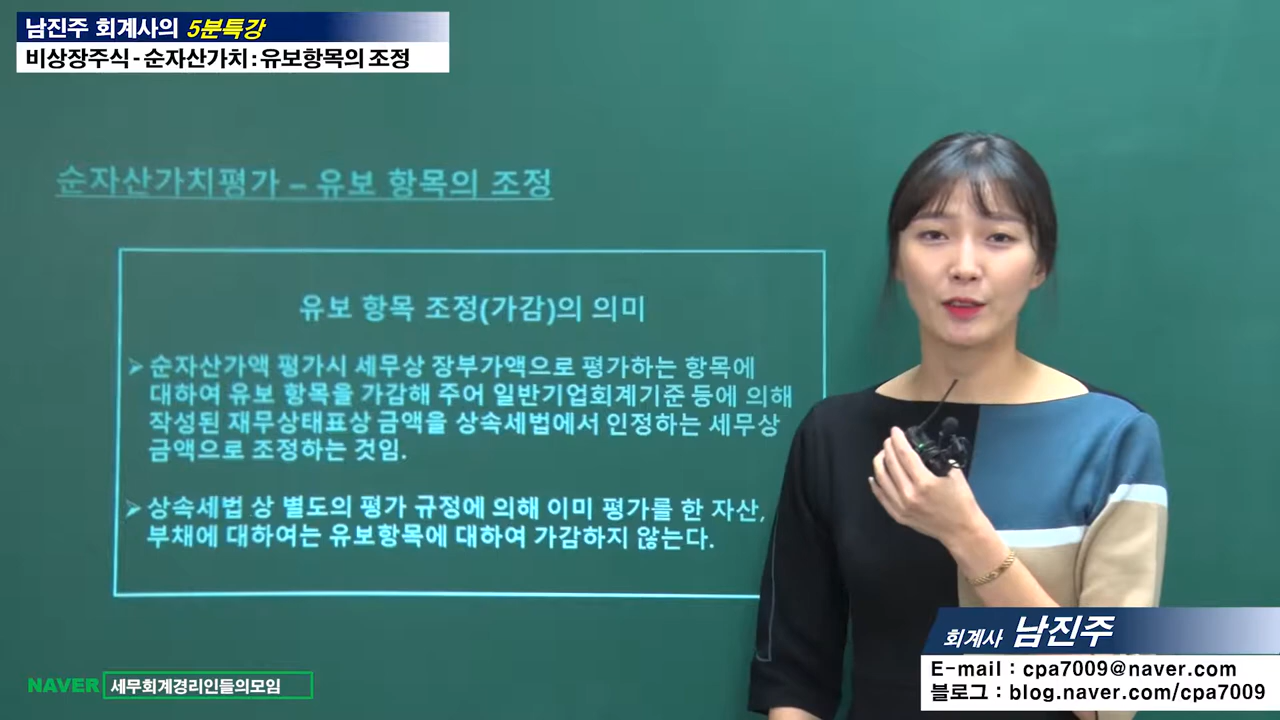 남진주 회계사의 5분특강
비상장주식 - 순자산가치 : 유보항목의 조정
순자산가치평가 – 유보 항목의 조정
유보 항목 조정(가감)의 의미
➢ 순자산가액 평가시 세무상 장부가액으로 평가하는 항목에
대하여 유보 항목을 가감해 주어 일반기업회계기준 등에 의해
작성된 재무상태표상 금액을 상속세법에서 인정하는 세무상
금액으로 조정하는 것임.
➢ 상속세법 상 별도의 평가 규정에 의해 이미 평가를 한 자산,
부채에 대하여는 유보항목에 대하여 가감하지 않는다.
회계사 남진주
E-mail : cpa7009@naver.com
블로그 : blog.naver.com/cpa7009
NAVER 세무회계경리인들의모임